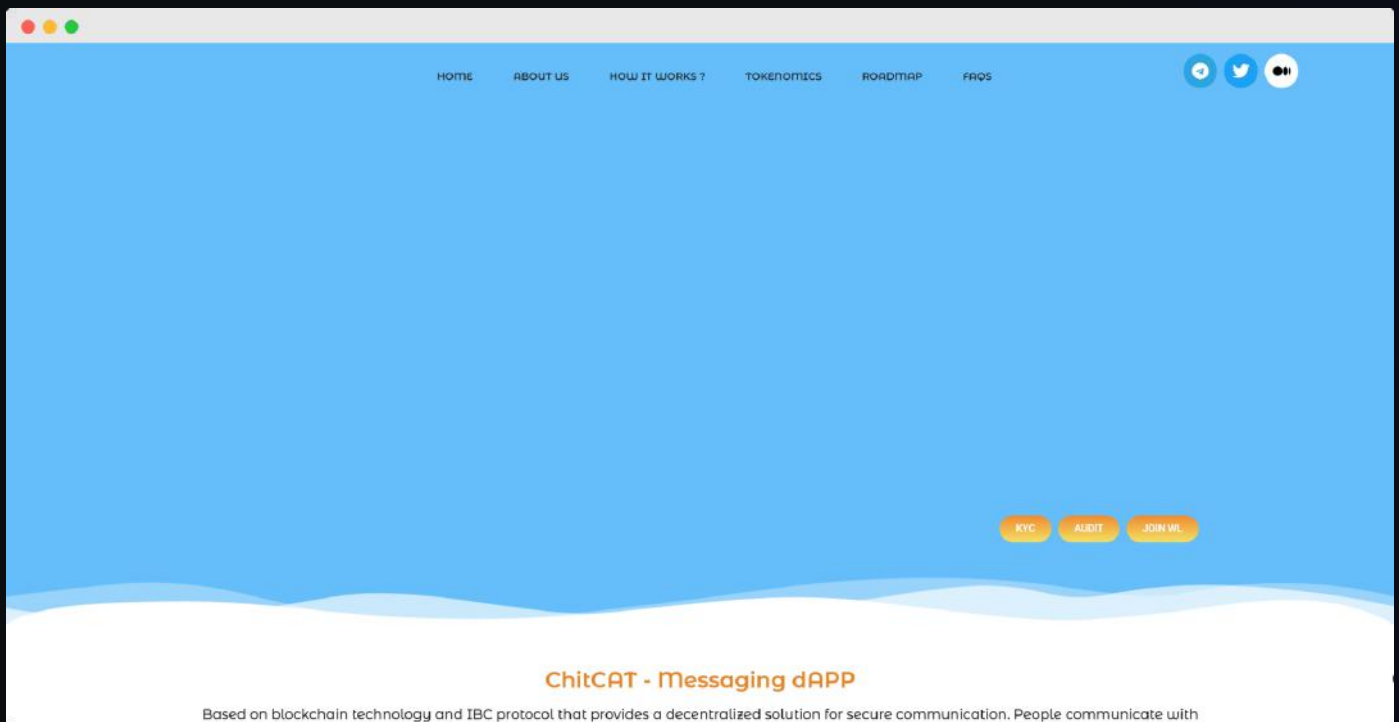 HOME ABOUT US HOW IT WORKS ? TOKENOMICS ROADMAP FAQS
KYC AUDIT JOIN WL
ChitCAT - Messaging dAPP
Based on blockchain technology and IBC protocol that provides a decentralized solution for secure communication. People communicate with